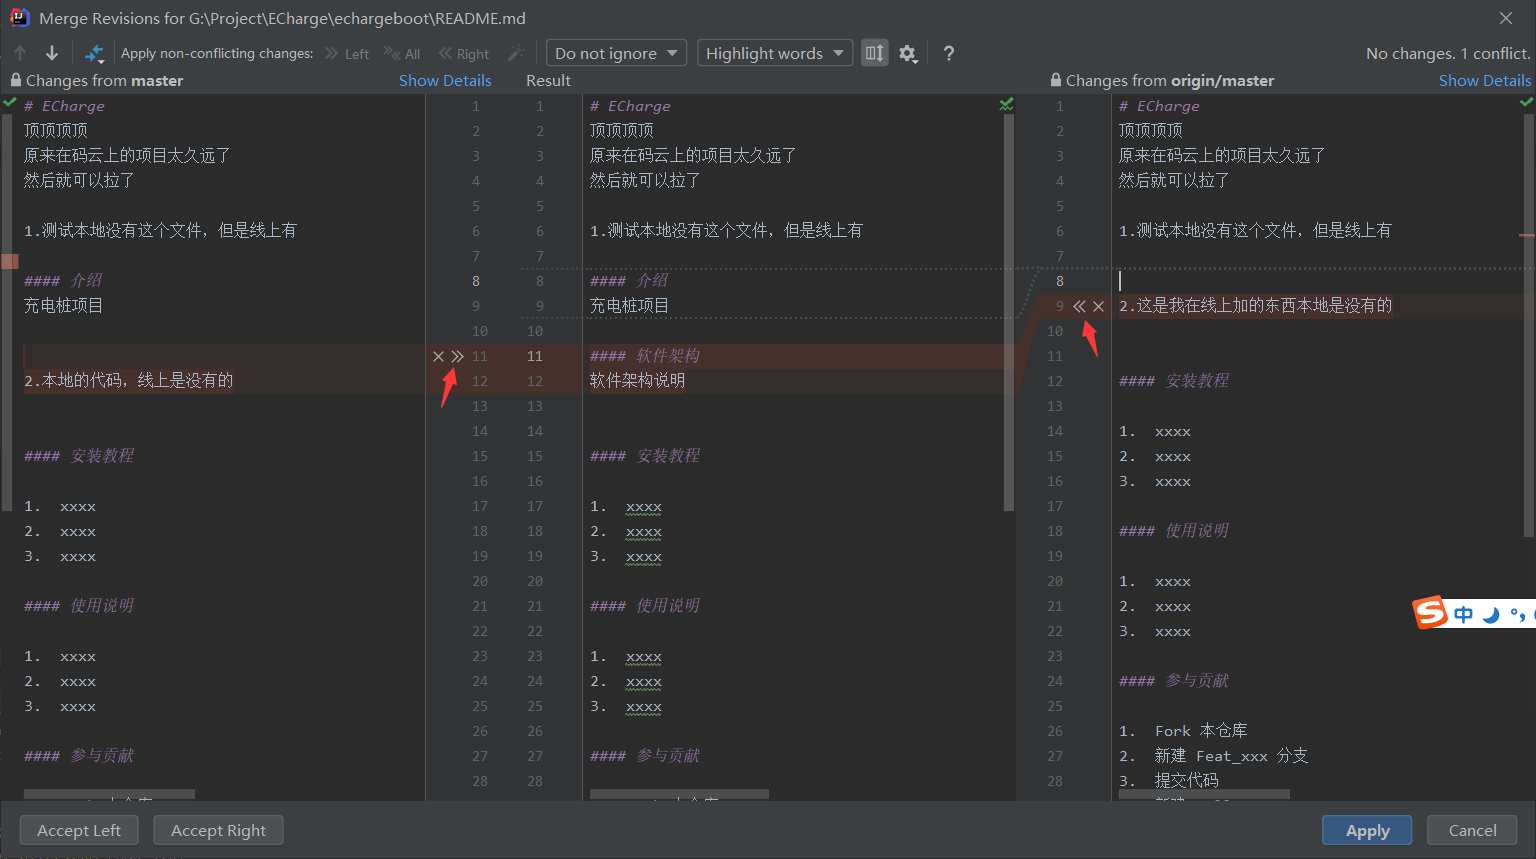 Merge Revisions for G:\Project\ECharge\echargeboot\README.md
Apply non-conflicting changes: Left All Right Do not ignore Highlight words ? No changes. 1 conflict.
Changes from master Show Details Result Changes from origin/master Show Details
# ECharge 1 1 # ECharge 1 # ECharge
顶顶顶顶 2 2 顶顶顶顶 2 顶顶顶顶
原来在码云上的项目太久远了 3 3 原来在码云上的项目太久远了 3 原来在码云上的项目太久远了
然后就可以拉了 4 4 然后就可以拉了 4 然后就可以拉了
5 5 5
1.测试本地没有这个文件，但是线上有 6 6 1.测试本地没有这个文件，但是线上有 6 1.测试本地没有这个文件，但是线上有
7 7 7
#### 介绍 8 8 #### 介绍 8
充电桩项目 9 9 充电桩项目 9 2.这是我在线上加的东西本地是没有的
10 10 10
11 11 #### 软件架构 11
2.本地的代码，线上是没有的 12 12 软件架构说明 12 #### 安装教程
13 13 13
14 14 14 1. xxxx
#### 安装教程 15 15 #### 安装教程 15 2. xxxx
16 16 16 3. xxxx
1. xxxx 17 17 1. xxxx 17
2. xxxx 18 18 2. xxxx 18 #### 使用说明
3. xxxx 19 19 3. xxxx 19
20 20 20 1. xxxx
#### 使用说明 21 21 #### 使用说明 21 2. xxxx
22 22 22 3. xxxx
1. xxxx 23 23 1. xxxx 23
2. xxxx 24 24 2. xxxx 24 #### 参与贡献
3. xxxx 25 25 3. xxxx 25
26 26 26 1. Fork 本仓库
#### 参与贡献 27 27 #### 参与贡献 27 2. 新建 Feat_xxx 分支
28 28 28 3. 提交代码
中
Accept Left Accept Right Apply Cancel